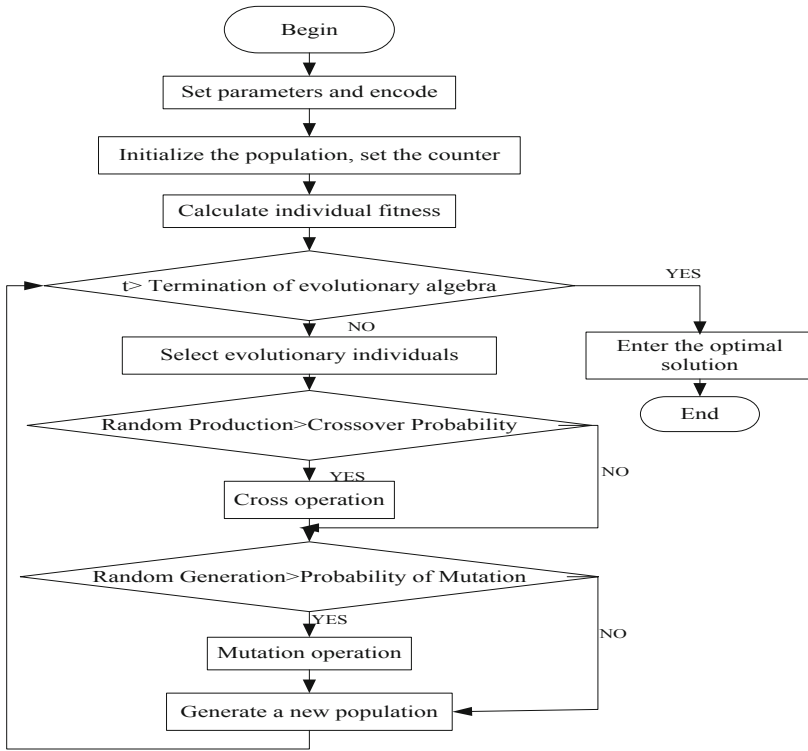 Begin
Set parameters and encode
Initialize the population, set the counter
Calculate individual fitness
t> Termination of evolutionary algebra
YES
NO
Select evolutionary individuals
Enter the optimal
solution
End
Random Production>Crossover Probability
YES
NO
Cross operation
Random Generation>Probability of Mutation
YES
NO
Mutation operation
Generate a new population